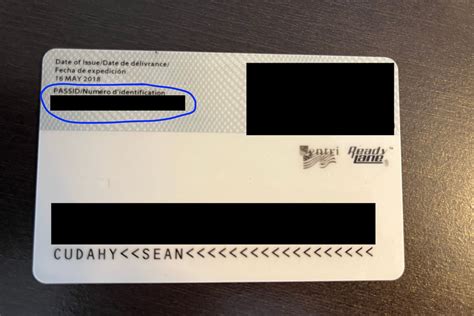 Date of Issue/Date de délivrance/
Fecha de expedición
16 MAY 2018
PASSID/Numéro d'identification
Sentri
Ready
Lane
CUDAHY<<SEAN<<<<<<<<<<<<<<<<<<